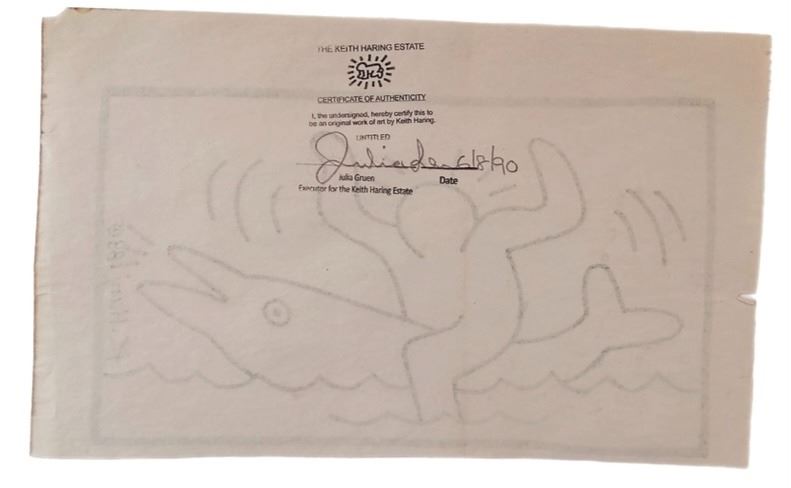 THE KEITH HARING ESTATE
CERTIFICATE OF AUTHENTICITY
I, the undersigned, hereby certify this to
be an original work of art by Keith Haring.
UNTITLED
6/8/90
Julia Gruen Date
Executor for the Keith Haring Estate